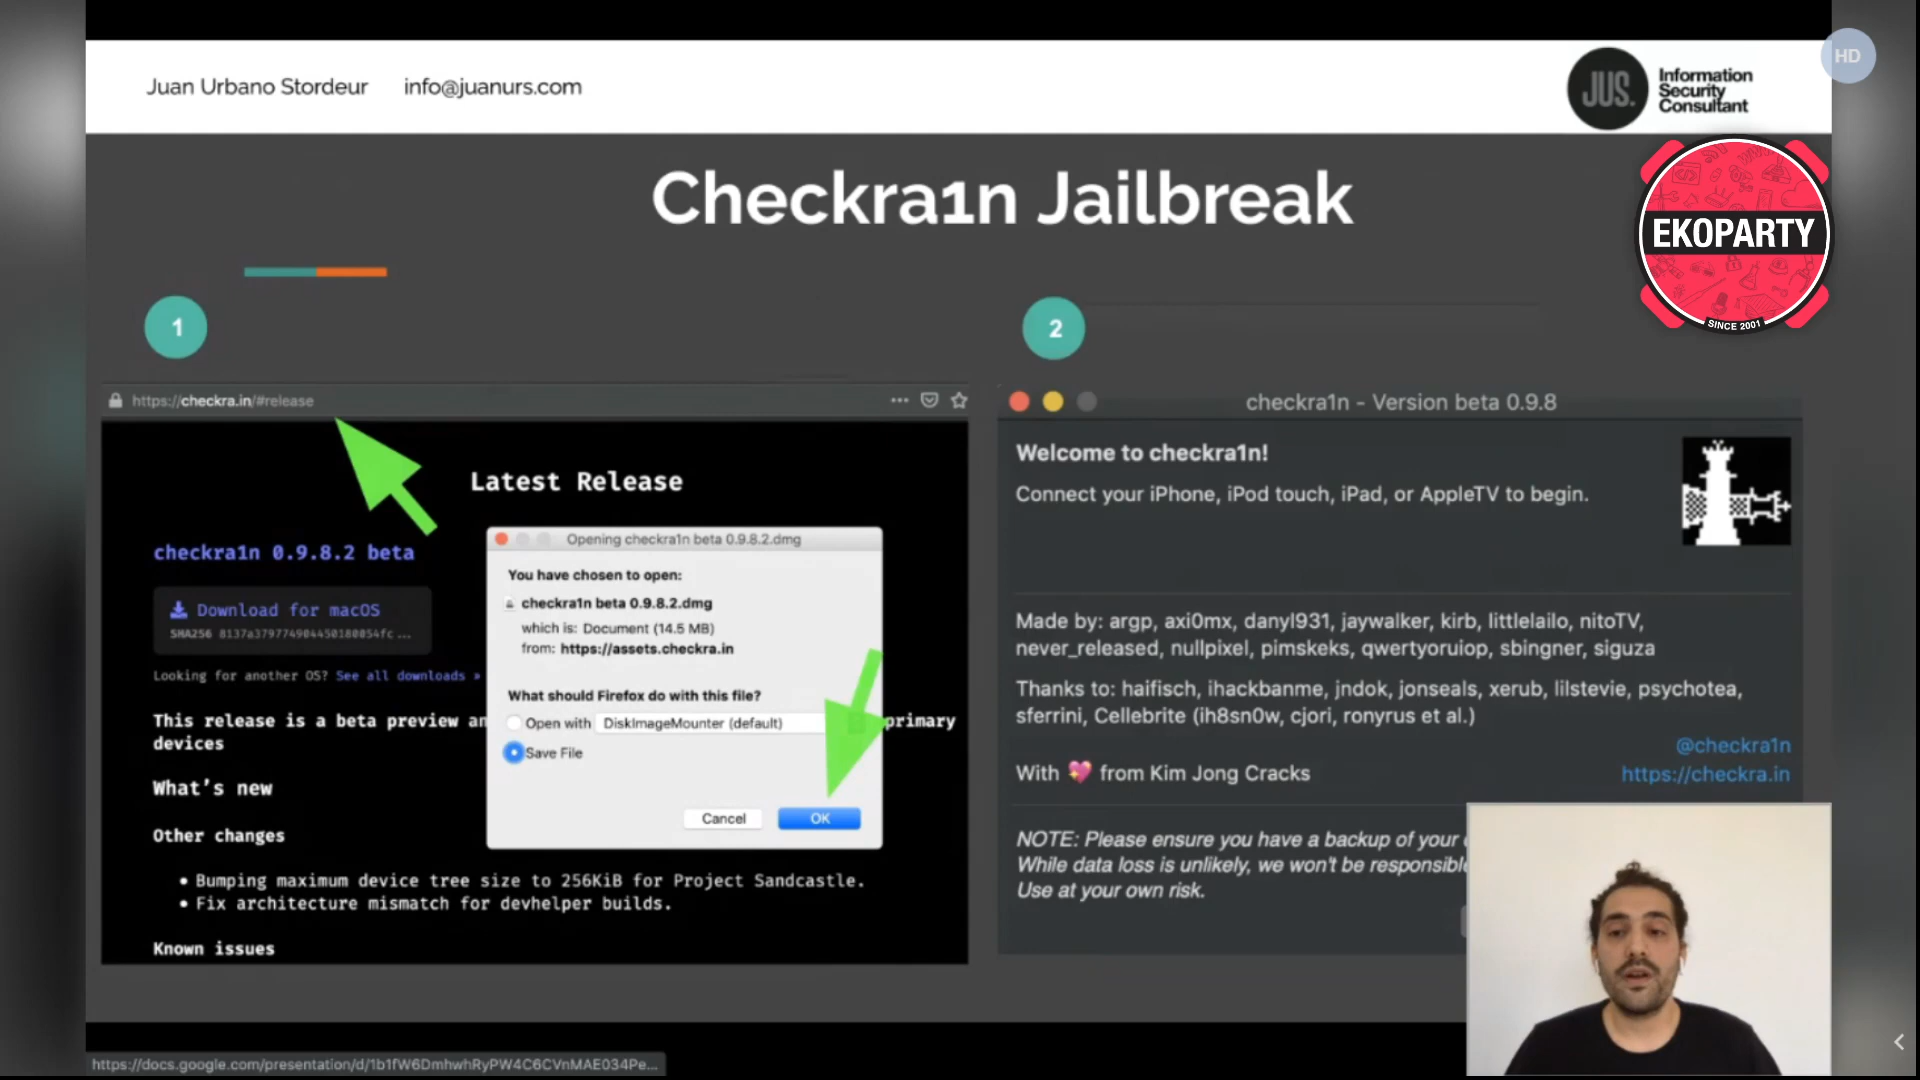 HD
Juan Urbano Stordeur info@juanurs.com
JUS.
Information
Security
Consultant
Checkra1n Jailbreak
EKOPARTY
SINCE 2001
1
https://checkra.in/#release
Latest Release
checkra1n 0.9.8.2 beta
Download for macOS
SHA256 8137a379774904450180054fc ...
Looking for another OS? See all downloads »
This release is a beta preview an
primary
devices
What's new
Other changes
• Bumping maximum device tree size to 256KiB for Project Sandcastle.
• Fix architecture mismatch for devhelper builds.
Known issues
Opening checkra1n beta 0.9.8.2.dmg
You have chosen to open:
checkra1n beta 0.9.8.2.dmg
which is: Document (14.5 MB)
from: https://assets.checkra.in
What should Firefox do with this file?
Open with DiskImageMounter (default)
Save File
Cancel OK
2
checkra1n - Version beta 0.9.8
Welcome to checkra1n!
Connect your iPhone, iPod touch, iPad, or AppleTV to begin.
Made by: argp, axi0mx, danyl931, jaywalker, kirb, littlelailo, nitoTV,
never_released, nullpixel, pimskeks, qwertyoruiop, sbingner, siguza
Thanks to: haifisch, ihackbanme, jndok, jonseals, xerub, lilstevie, psychotea,
sferrini, Cellebrite (ih8sn0w, cjori, ronyrus et al.)
@checkra1n
With 💖 from Kim Jong Cracks
https://checkra.in
NOTE: Please ensure you have a backup of your
While data loss is unlikely, we won't be responsible
Use at your own risk.
https://docs.google.com/presentation/d/1b1fW6DmhwhRyPW4C6CVnMAE034Pe...